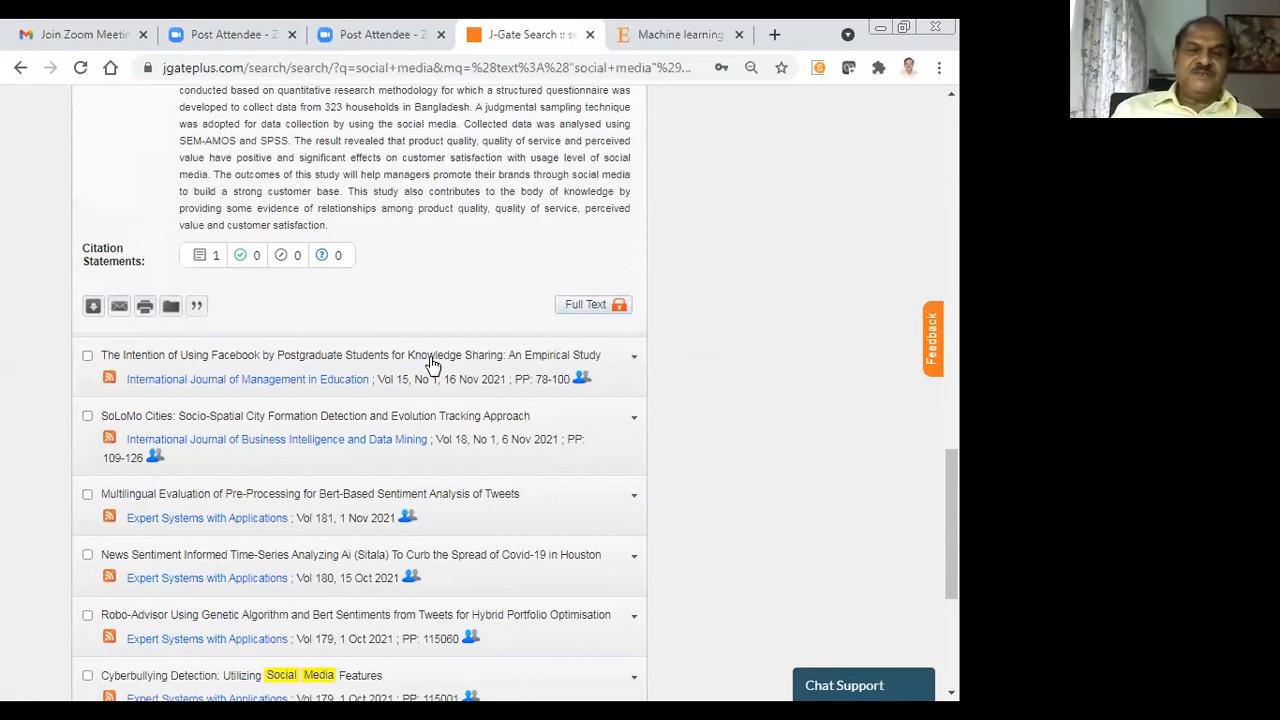 Join Zoom Meetin
Post Attendee - Z
Post Attendee - Z
J-Gate Search :: sc
Machine learning
jgateplus.com/search/search/?q=social+media&mq=%28text%3A%28"social+media"%29...
conducted based on quantitative research methodology for which a structured questionnaire was
developed to collect data from 323 households in Bangladesh. A judgmental sampling technique
was adopted for data collection by using the social media. Collected data was analysed using
SEM-AMOS and SPSS. The result revealed that product quality, quality of service and perceived
value have positive and significant effects on customer satisfaction with usage level of social
media. The outcomes of this study will help managers promote their brands through social media
to build a strong customer base. This study also contributes to the body of knowledge by
providing some evidence of relationships among product quality, quality of service, perceived
value and customer satisfaction.
Citation
Statements:
1 0 0 0
Full Text
The Intention of Using Facebook by Postgraduate Students for Knowledge Sharing: An Empirical Study
International Journal of Management in Education ; Vol 15, No 1, 16 Nov 2021 ; PP: 78-100
SoLoMo Cities: Socio-Spatial City Formation Detection and Evolution Tracking Approach
International Journal of Business Intelligence and Data Mining ; Vol 18, No 1, 6 Nov 2021 ; PP:
109-126
Multilingual Evaluation of Pre-Processing for Bert-Based Sentiment Analysis of Tweets
Expert Systems with Applications ; Vol 181, 1 Nov 2021
News Sentiment Informed Time-Series Analyzing Ai (Sitala) To Curb the Spread of Covid-19 in Houston
Expert Systems with Applications ; Vol 180, 15 Oct 2021
Robo-Advisor Using Genetic Algorithm and Bert Sentiments from Tweets for Hybrid Portfolio Optimisation
Expert Systems with Applications ; Vol 179, 1 Oct 2021 ; PP: 115060
Cyberbullying Detection: Utilizing Social Media Features
Expert Systems with Applications ; Vol 179, 1 Oct 2021 ; PP: 115001
Feedback
Chat Support